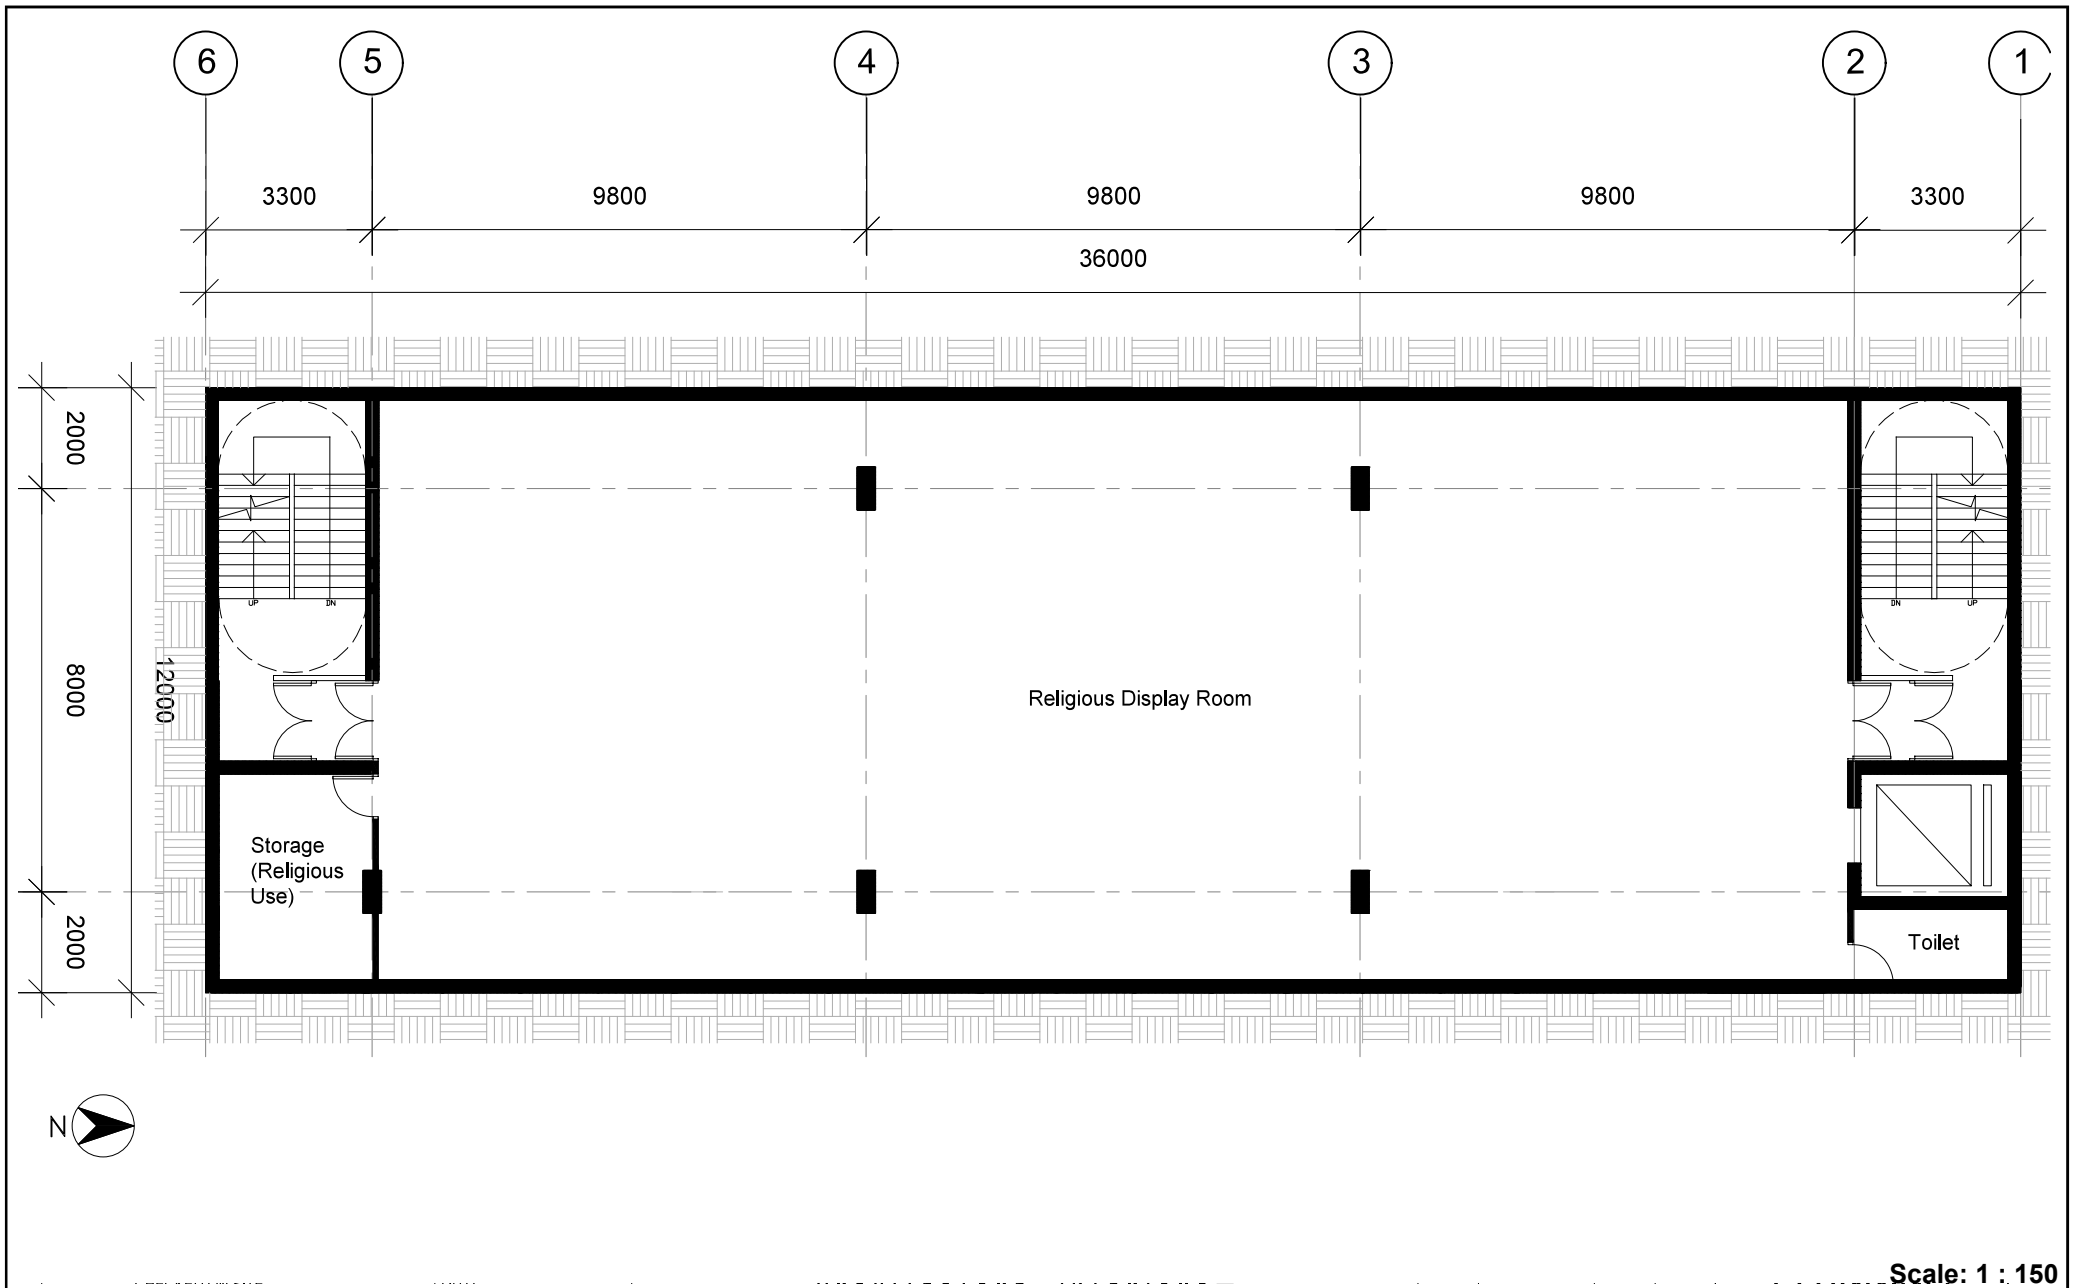 6 5 4 3 2 1
3300 9800 9800 9800 3300
36000
2000
8000
12000
2000
UP DN
DN UP
Religious Display Room
Storage
(Religious
Use)
Toilet
N
Scale: 1 : 150